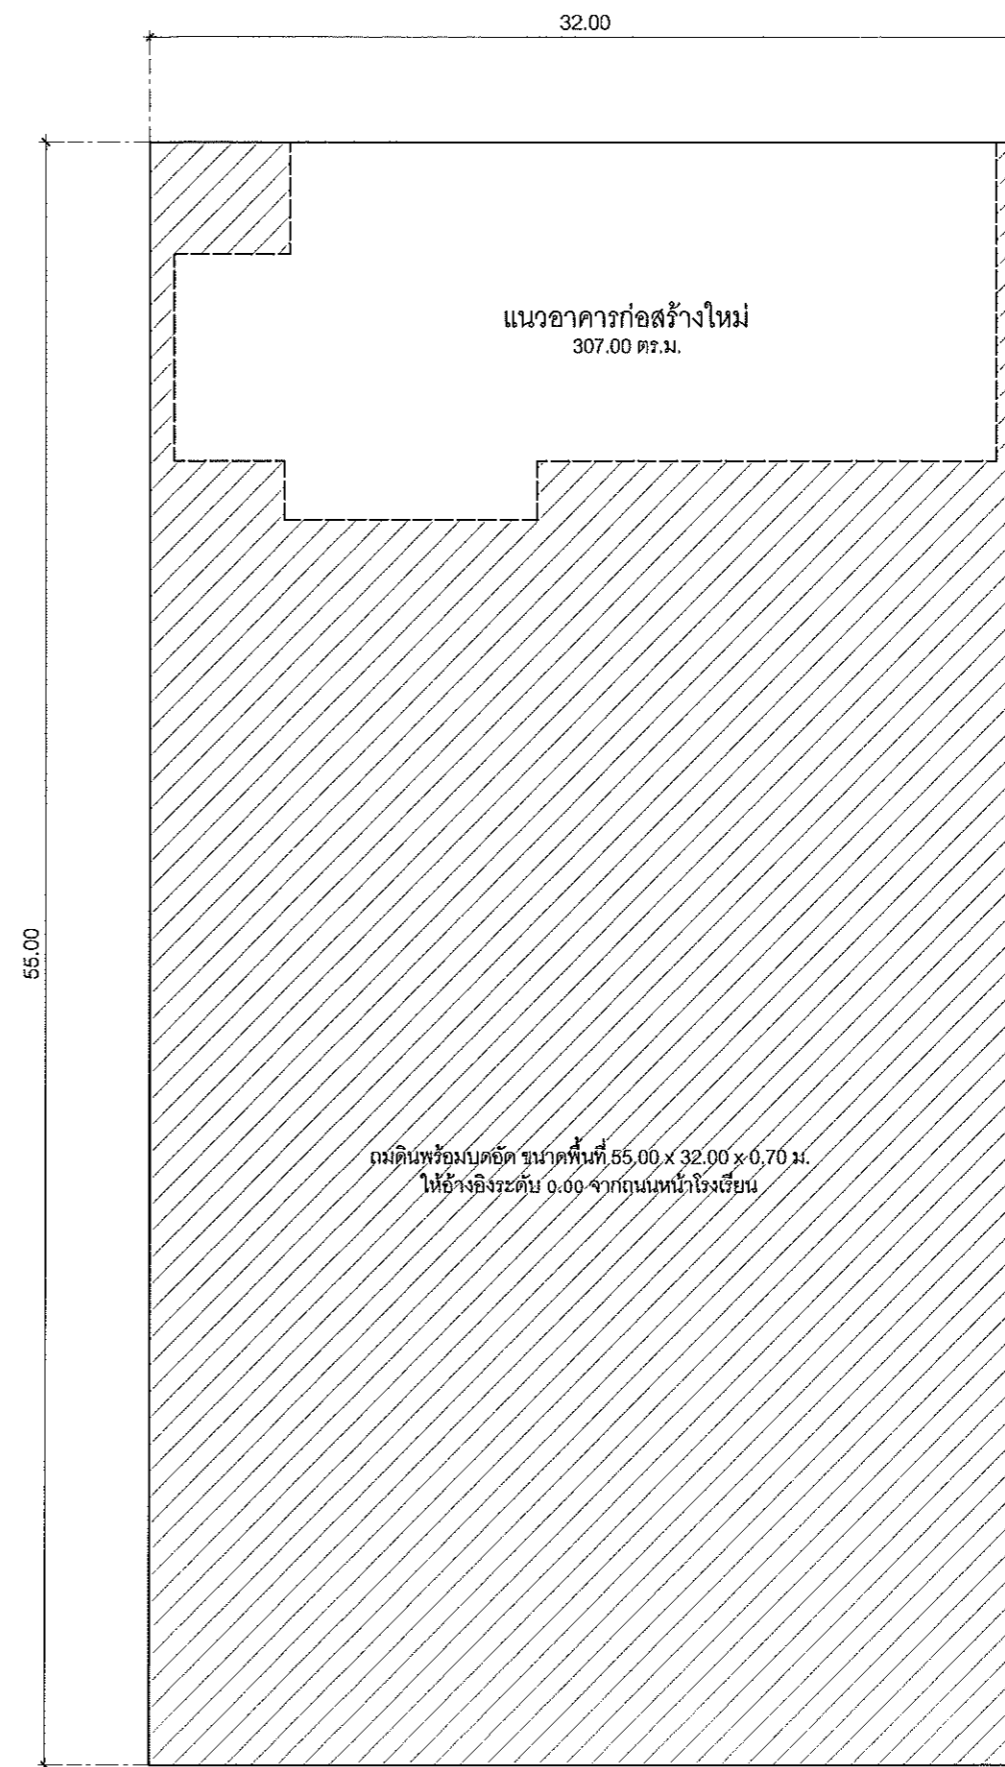 32.00
แนวอาคารก่อสร้างใหม่
307.00 ตร.ม.
55.00
ถมดินพร้อมบดอัด ขนาดพื้นที่ 55.00 x 32.00 x 0.70 ม.
ให้อ้างอิงระดับ 0.00 จากถนนหน้าโรงเรียน